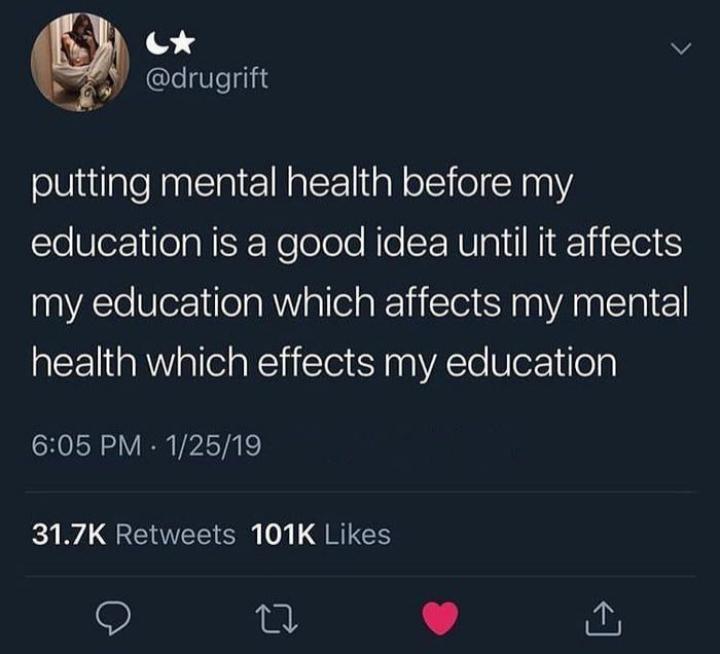 @drugrift
putting mental health before my
education is a good idea until it affects
my education which affects my mental
health which effects my education
6:05 PM · 1/25/19
31.7K Retweets 101K Likes